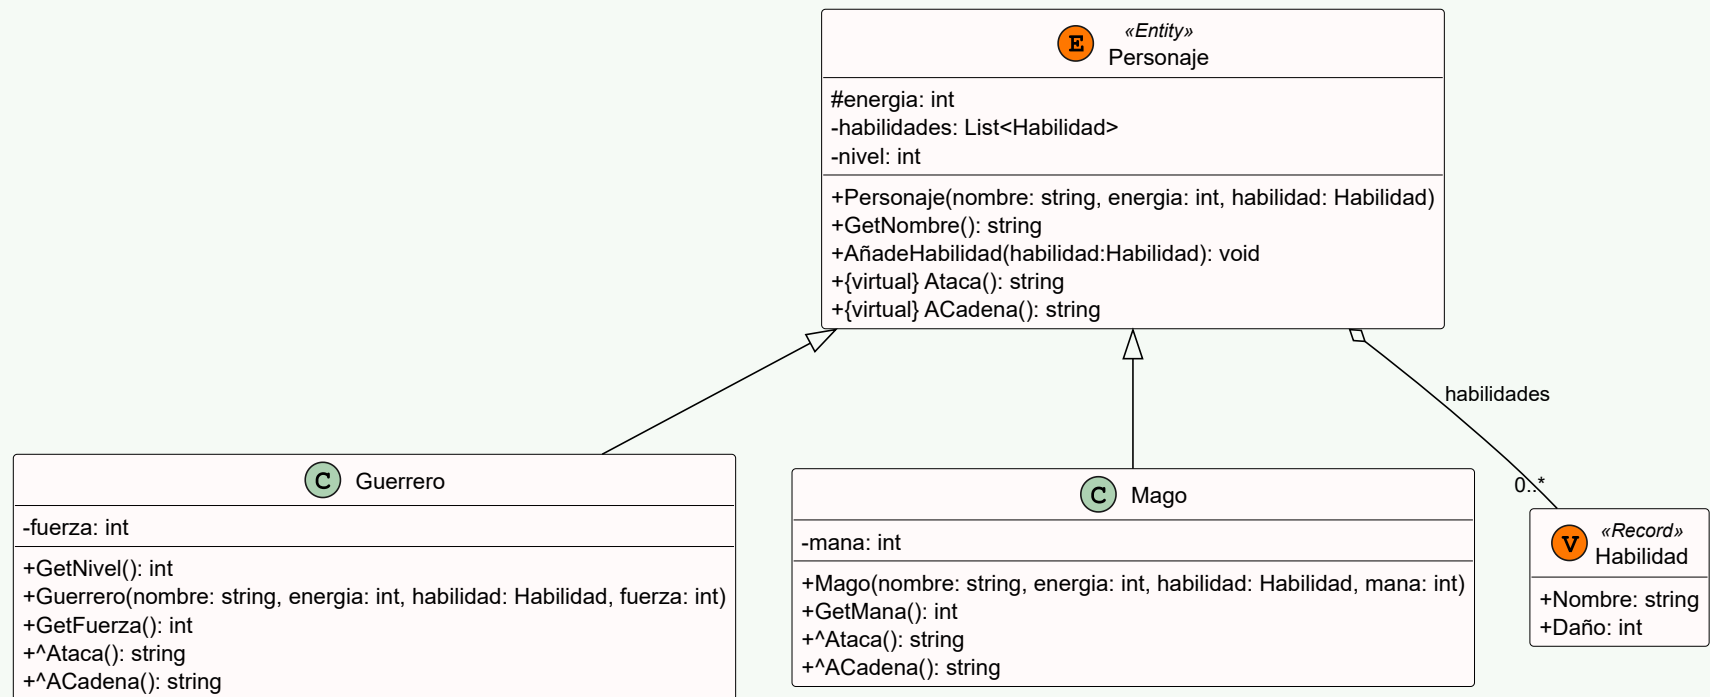 E
«Entity»
Personaje
#energia: int
-habilidades: List<Habilidad>
-nivel: int
+Personaje(nombre: string, energia: int, habilidad: Habilidad)
+GetNombre(): string
+AñadeHabilidad(habilidad:Habilidad): void
+{virtual} Ataca(): string
+{virtual} ACadena(): string
habilidades
0..*
C
Guerrero
-fuerza: int
+GetNivel(): int
+Guerrero(nombre: string, energia: int, habilidad: Habilidad, fuerza: int)
+GetFuerza(): int
+^Ataca(): string
+^ACadena(): string
C
Mago
-mana: int
+Mago(nombre: string, energia: int, habilidad: Habilidad, mana: int)
+GetMana(): int
+^Ataca(): string
+^ACadena(): string
V
«Record»
Habilidad
+Nombre: string
+Daño: int